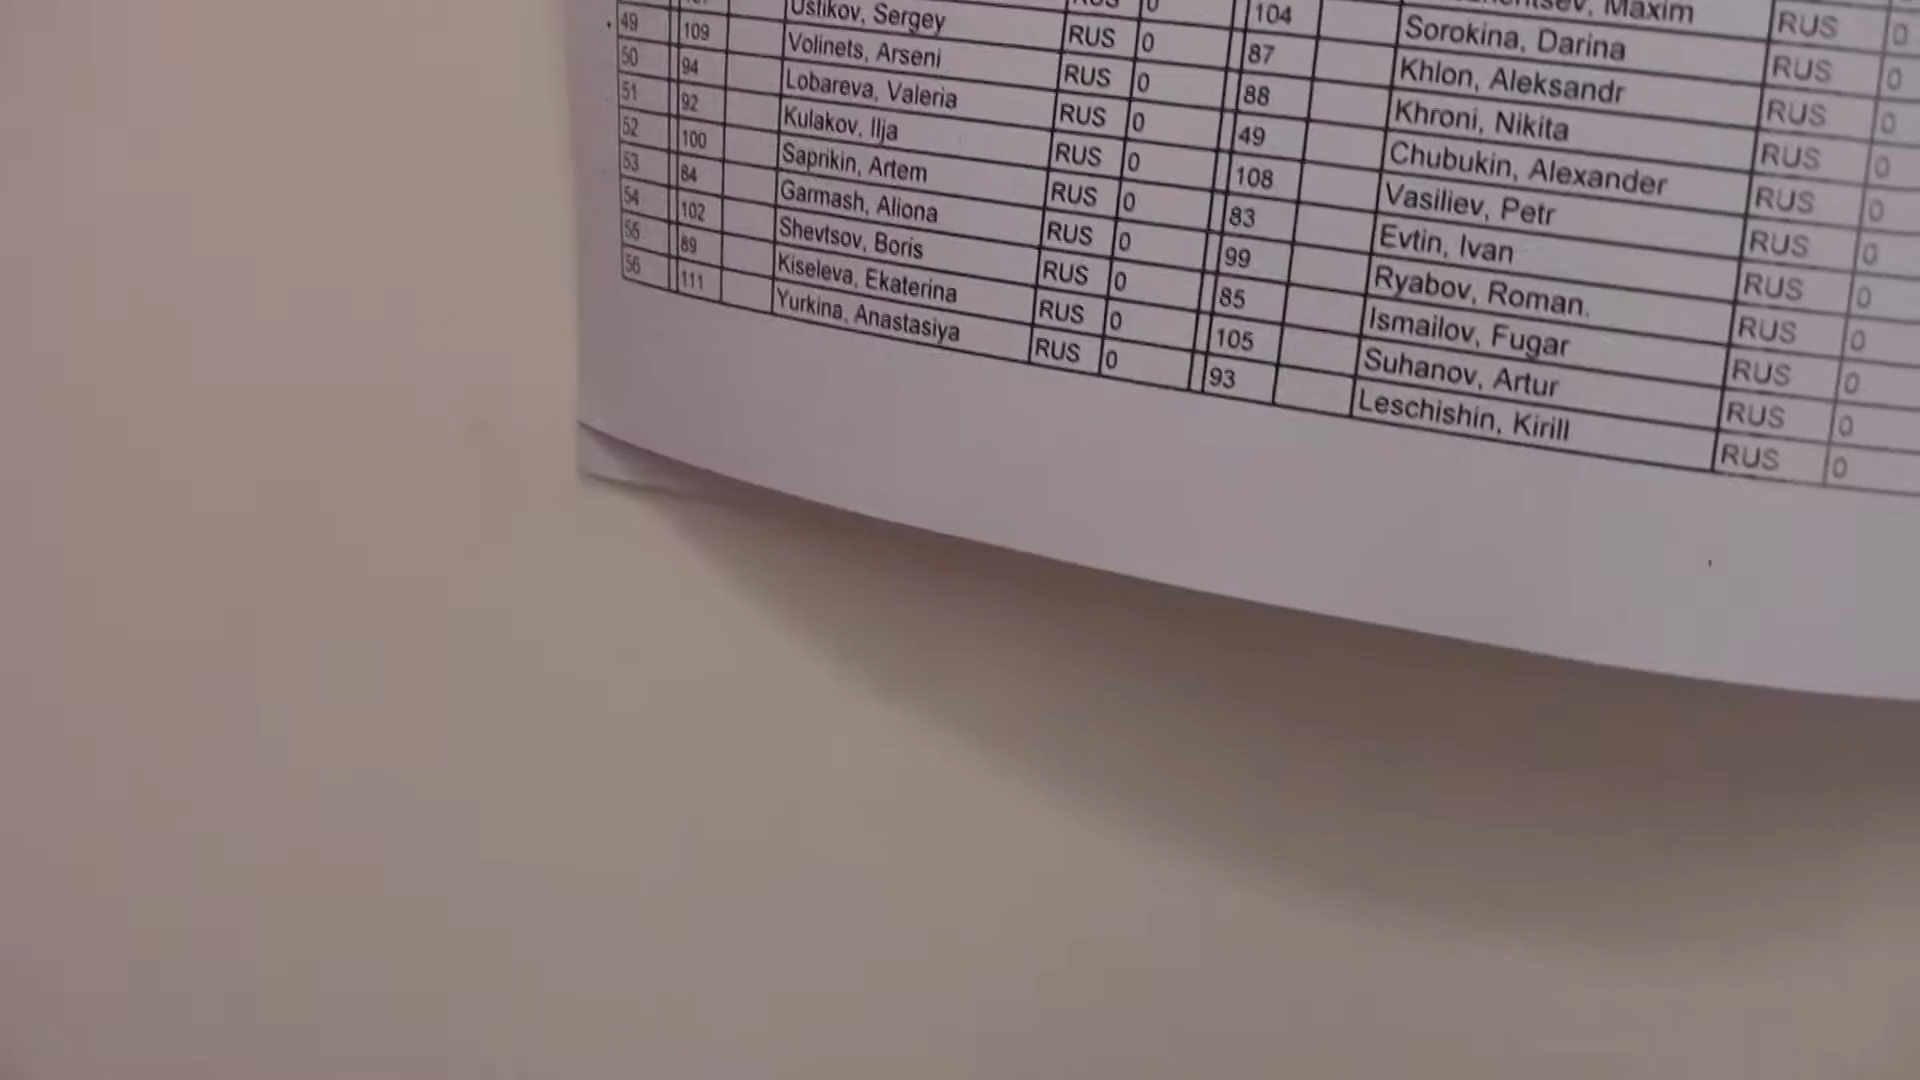 Maxim RUS 0
104 Sorokina, Darina RUS 0
Ustikov, Sergey RUS 0 87 Khlon, Aleksandr RUS 0
49 109 Volinets, Arseni RUS 0 88 Khroni, Nikita RUS 0
50 94 Lobareva, Valeria RUS 0 49 Chubukin, Alexander RUS 0
51 92 Kulakov, Ilja RUS 0 108 Vasiliev, Petr RUS 0
52 100 Saprikin, Artem RUS 0 83 Evtin, Ivan RUS 0
53 84 Garmash, Aliona RUS 0 99 Ryabov, Roman. RUS 0
54 102 Shevtsov, Boris RUS 0 85 Ismailov, Fugar RUS 0
55 89 Kiseleva, Ekaterina RUS 0 105 Suhanov, Artur RUS 0
56 111 Yurkina, Anastasiya RUS 0 93 Leschishin, Kirill RUS 0